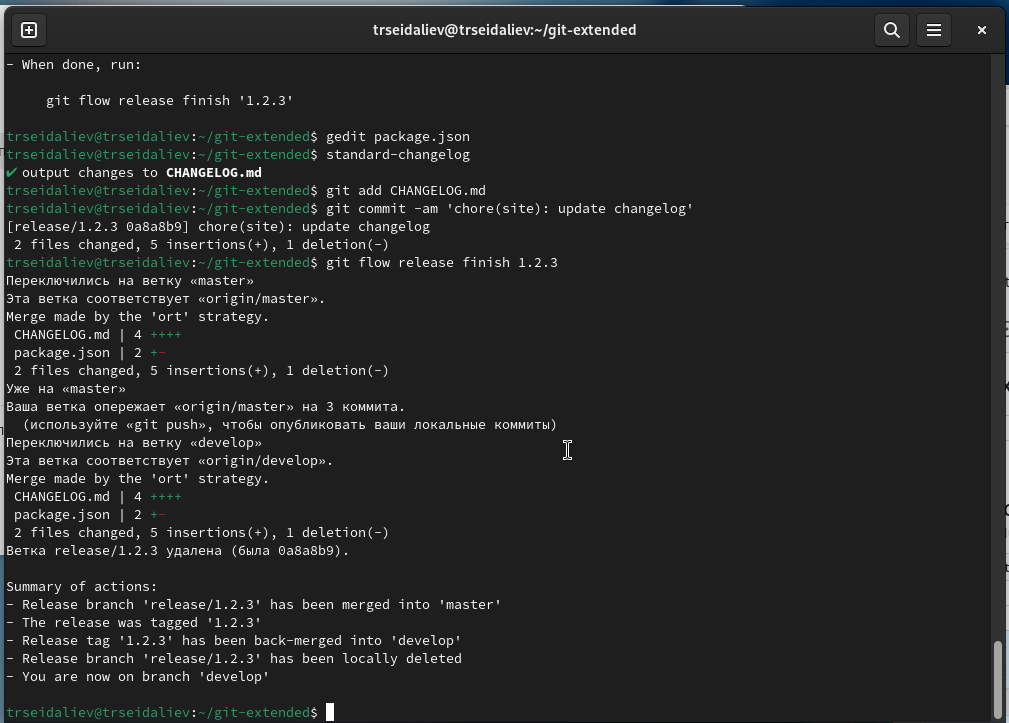 trseidaliev@trseidaliev:~/git-extended
- When done, run:
git flow release finish '1.2.3'
trseidaliev@trseidaliev:~/git-extended$ gedit package.json
trseidaliev@trseidaliev:~/git-extended$ standard-changelog
✔ output changes to CHANGELOG.md
trseidaliev@trseidaliev:~/git-extended$ git add CHANGELOG.md
trseidaliev@trseidaliev:~/git-extended$ git commit -am 'chore(site): update changelog'
[release/1.2.3 0a8a8b9] chore(site): update changelog
2 files changed, 5 insertions(+), 1 deletion(-)
trseidaliev@trseidaliev:~/git-extended$ git flow release finish 1.2.3
Переключились на ветку «master»
Эта ветка соответствует «origin/master».
Merge made by the 'ort' strategy.
CHANGELOG.md | 4 ++++
package.json | 2 +-
2 files changed, 5 insertions(+), 1 deletion(-)
Уже на «master»
Ваша ветка опережает «origin/master» на 3 коммита.
(используйте «git push», чтобы опубликовать ваши локальные коммиты)
Переключились на ветку «develop»
Эта ветка соответствует «origin/develop».
Merge made by the 'ort' strategy.
CHANGELOG.md | 4 ++++
package.json | 2 +-
2 files changed, 5 insertions(+), 1 deletion(-)
Ветка release/1.2.3 удалена (была 0a8a8b9).
Summary of actions:
- Release branch 'release/1.2.3' has been merged into 'master'
- The release was tagged '1.2.3'
- Release tag '1.2.3' has been back-merged into 'develop'
- Release branch 'release/1.2.3' has been locally deleted
- You are now on branch 'develop'
trseidaliev@trseidaliev:~/git-extended$